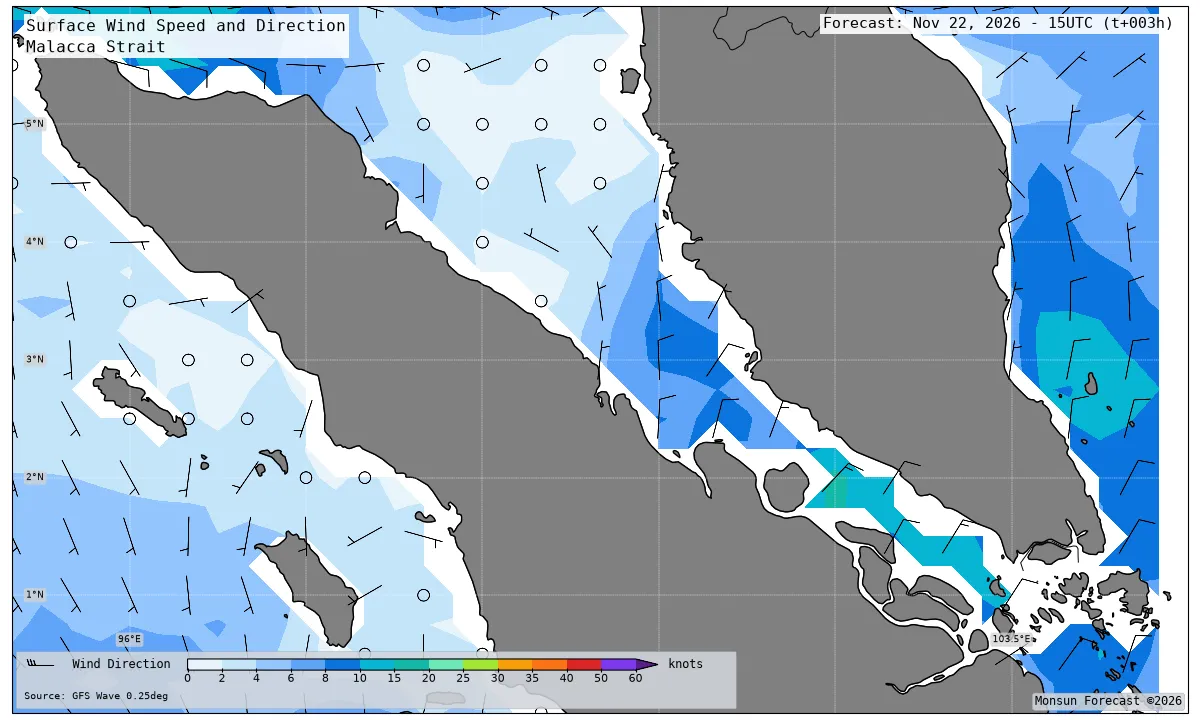 Surface Wind Speed and Direction
Malacca Strait
Forecast: Nov 22, 2026 - 15UTC (t+003h)
5°N
4°N
3°N
2°N
1°N
96°E
103.5°E
Wind Direction
knots
0 2 4 6 8 10 12 15 20 25 30 35 40 50 60
Source: GFS Wave 0.25deg
Monsun Forecast ©2026